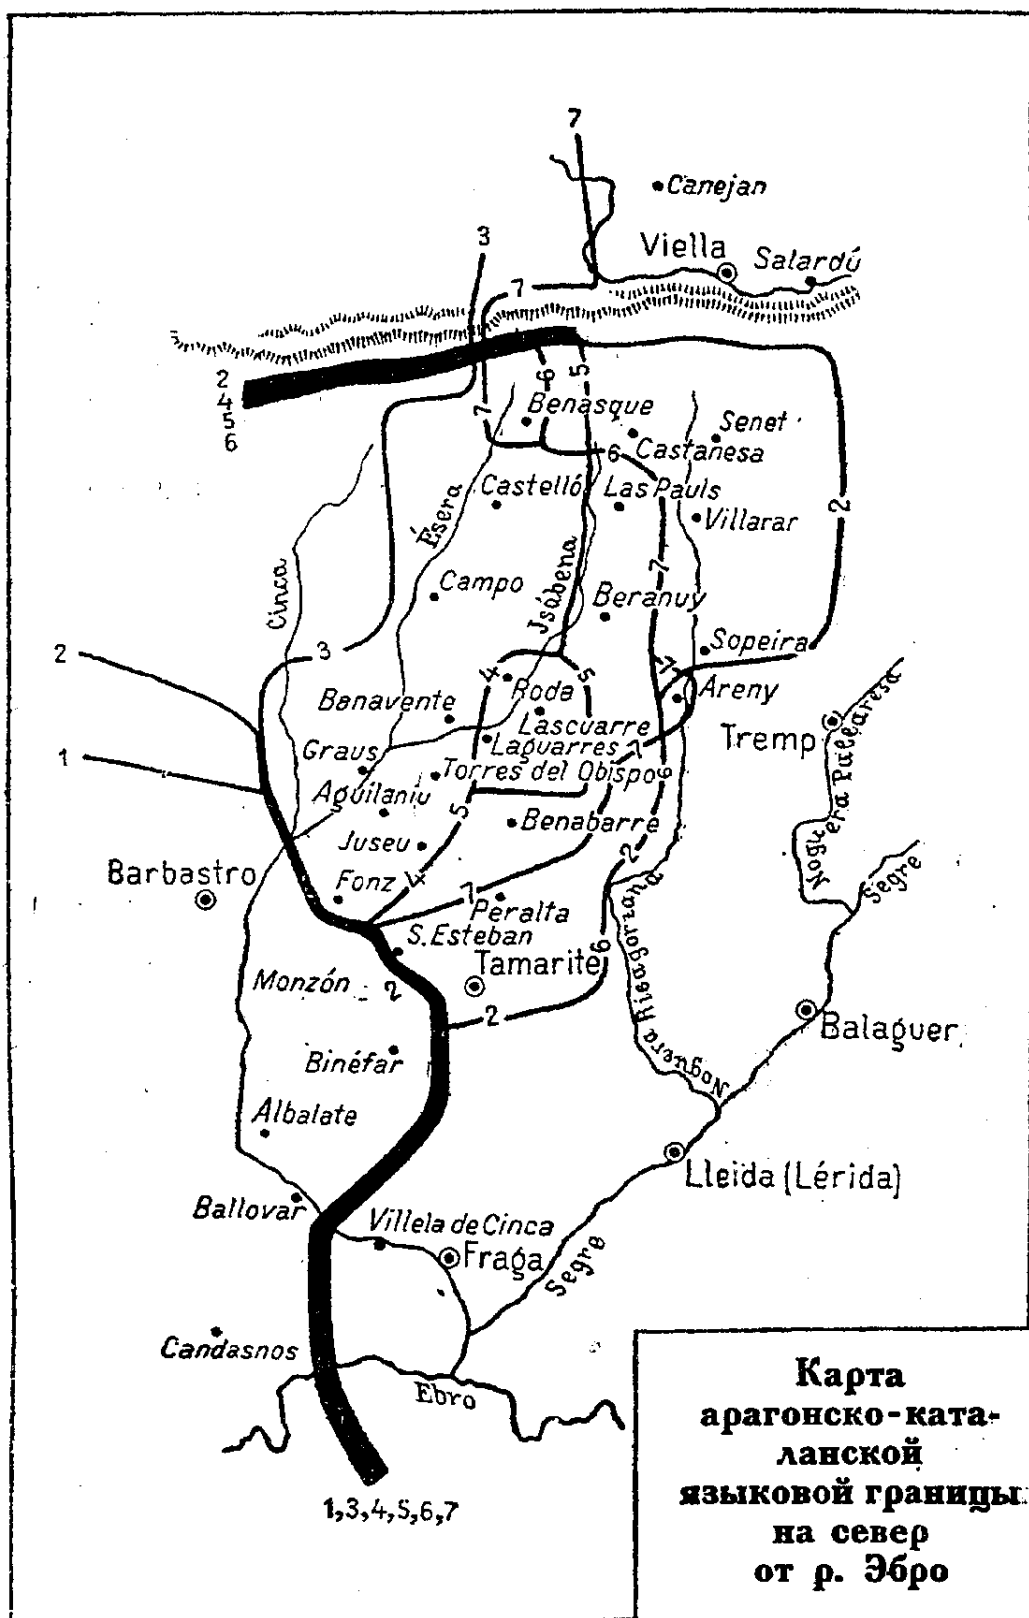 7
Canejan
3
Viella
Salardú
7
2
4
5
6
6
5
7
Benasque
Senet
Castanesa
6
Castelló
Las Pauls
Villarar
2
Ésera
Cinca
Campo
Jsábena
7
Beranuy
2
3
Sopeira
4
5
7
Roda
Areny
Banavente
Lascuarre
Tremp
Noguera Pallaresa
1
Graus
Laguarres
7
Torres del Obispo
6
Aguilaniu
5
Benabarre
Juseu
2
Barbastro
Fonz
4
7
Peralta
Segre
S. Esteban
Tamarite
6
Monzón
2
2
Noguera Risagorzana
Balaguer
Binéfar
Albalate
Lleida (Lérida)
Ballovar
Villela de Cinca
Fraga
Segre
Candasnos
Ebro
1,3,4,5,6,7
Карта
арагонско-ката-
ланской
языковой границы
на север
от р. Эбро